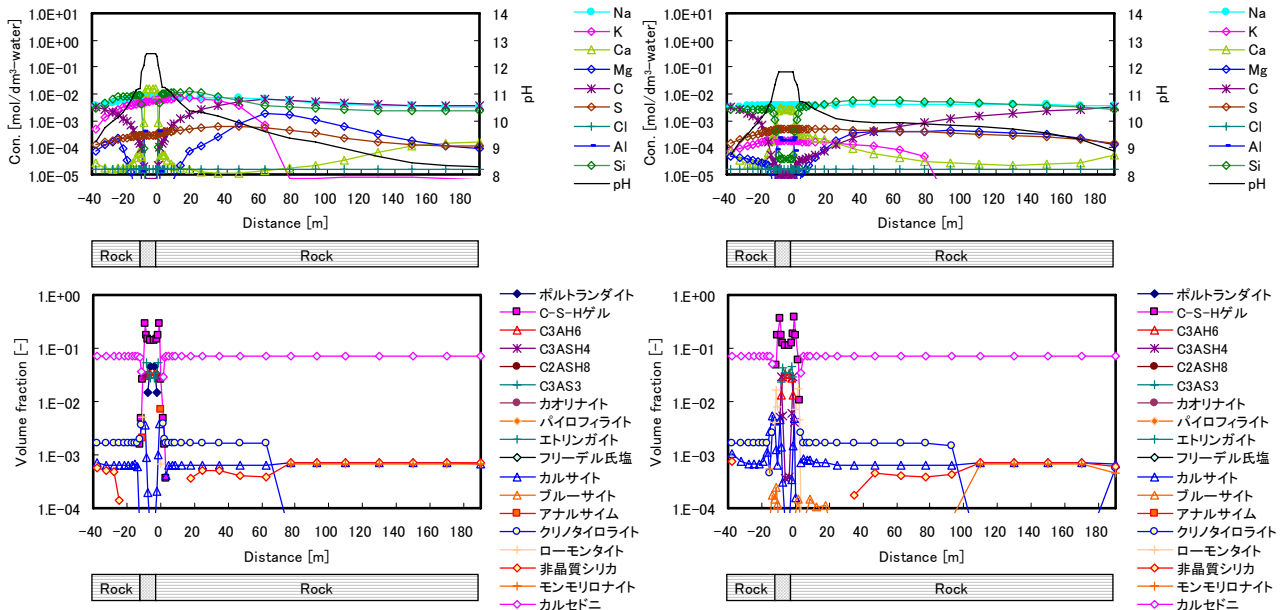 1.0E+01
1.0E+00
1.0E-01
1.0E-02
1.0E-03
1.0E-04
1.0E-05
Con. [mol/dm³-water]
14
13
12
11
10
9
8
pH
-40 -20 0 20 40 60 80 100 120 140 160 180
Distance [m]
Na
K
Ca
Mg
C
S
Cl
Al
Si
pH
Rock
Rock
1.0E+01
1.0E+00
1.0E-01
1.0E-02
1.0E-03
1.0E-04
1.0E-05
Con. [mol/dm³-water]
14
13
12
11
10
9
8
pH
-40 -20 0 20 40 60 80 100 120 140 160 180
Distance [m]
Na
K
Ca
Mg
C
S
Cl
Al
Si
pH
Rock
Rock
1.E+00
1.E-01
1.E-02
1.E-03
1.E-04
Volume fraction [-]
-40 -20 0 20 40 60 80 100 120 140 160 180
Distance [m]
ポルトランダイト
C-S-Hゲル
C3AH6
C3ASH4
C2ASH8
C3AS3
カオリナイト
パイロフィライト
エトリンガイト
フリーデル氏塩
カルサイト
ブルーサイト
アナルサイム
クリノタイロライト
ローモンタイト
非晶質シリカ
モンモリロナイト
カルセドニ
Rock
Rock
1.E+00
1.E-01
1.E-02
1.E-03
1.E-04
Volume fraction [-]
-40 -20 0 20 40 60 80 100 120 140 160 180
Distance [m]
ポルトランダイト
C-S-Hゲル
C3AH6
C3ASH4
C2ASH8
C3AS3
カオリナイト
パイロフィライト
エトリンガイト
フリーデル氏塩
カルサイト
ブルーサイト
アナルサイム
クリノタイロライト
ローモンタイト
非晶質シリカ
モンモリロナイト
カルセドニ
Rock
Rock